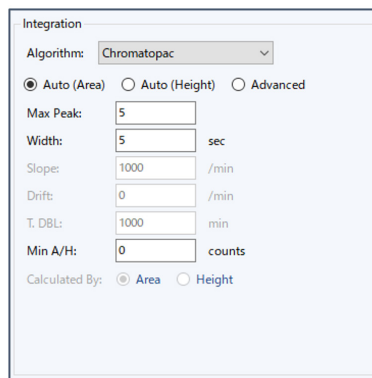 Integration
Algorithm: Chromatopac
Auto (Area) Auto (Height) Advanced
Max Peak: 5
Width: 5 sec
Slope: 1000 /min
Drift: 0 /min
T. DBL: 1000 min
Min A/H: 0 counts
Calculated By: Area Height